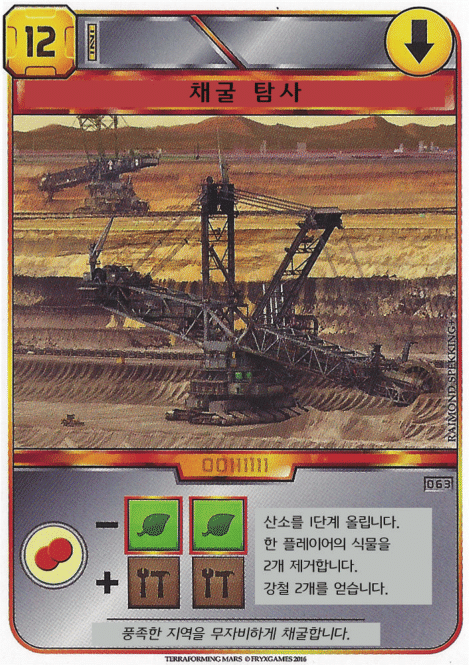 12
채굴 탐사
RAIMOND SPEKKING
063
산소를 1단계 올립니다.
한 플레이어의 식물을
2개 제거합니다.
강철 2개를 얻습니다.
풍족한 지역을 무자비하게 채굴합니다.
TERRAFORMING MARS © FRYXGAMES 2016